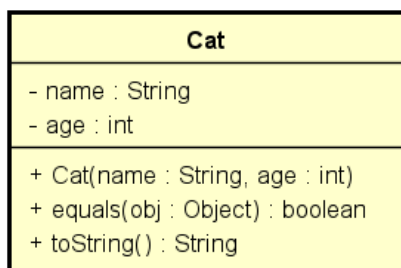 Cat
- name : String
- age : int
+ Cat(name : String, age : int)
+ equals(obj : Object) : boolean
+ toString() : String